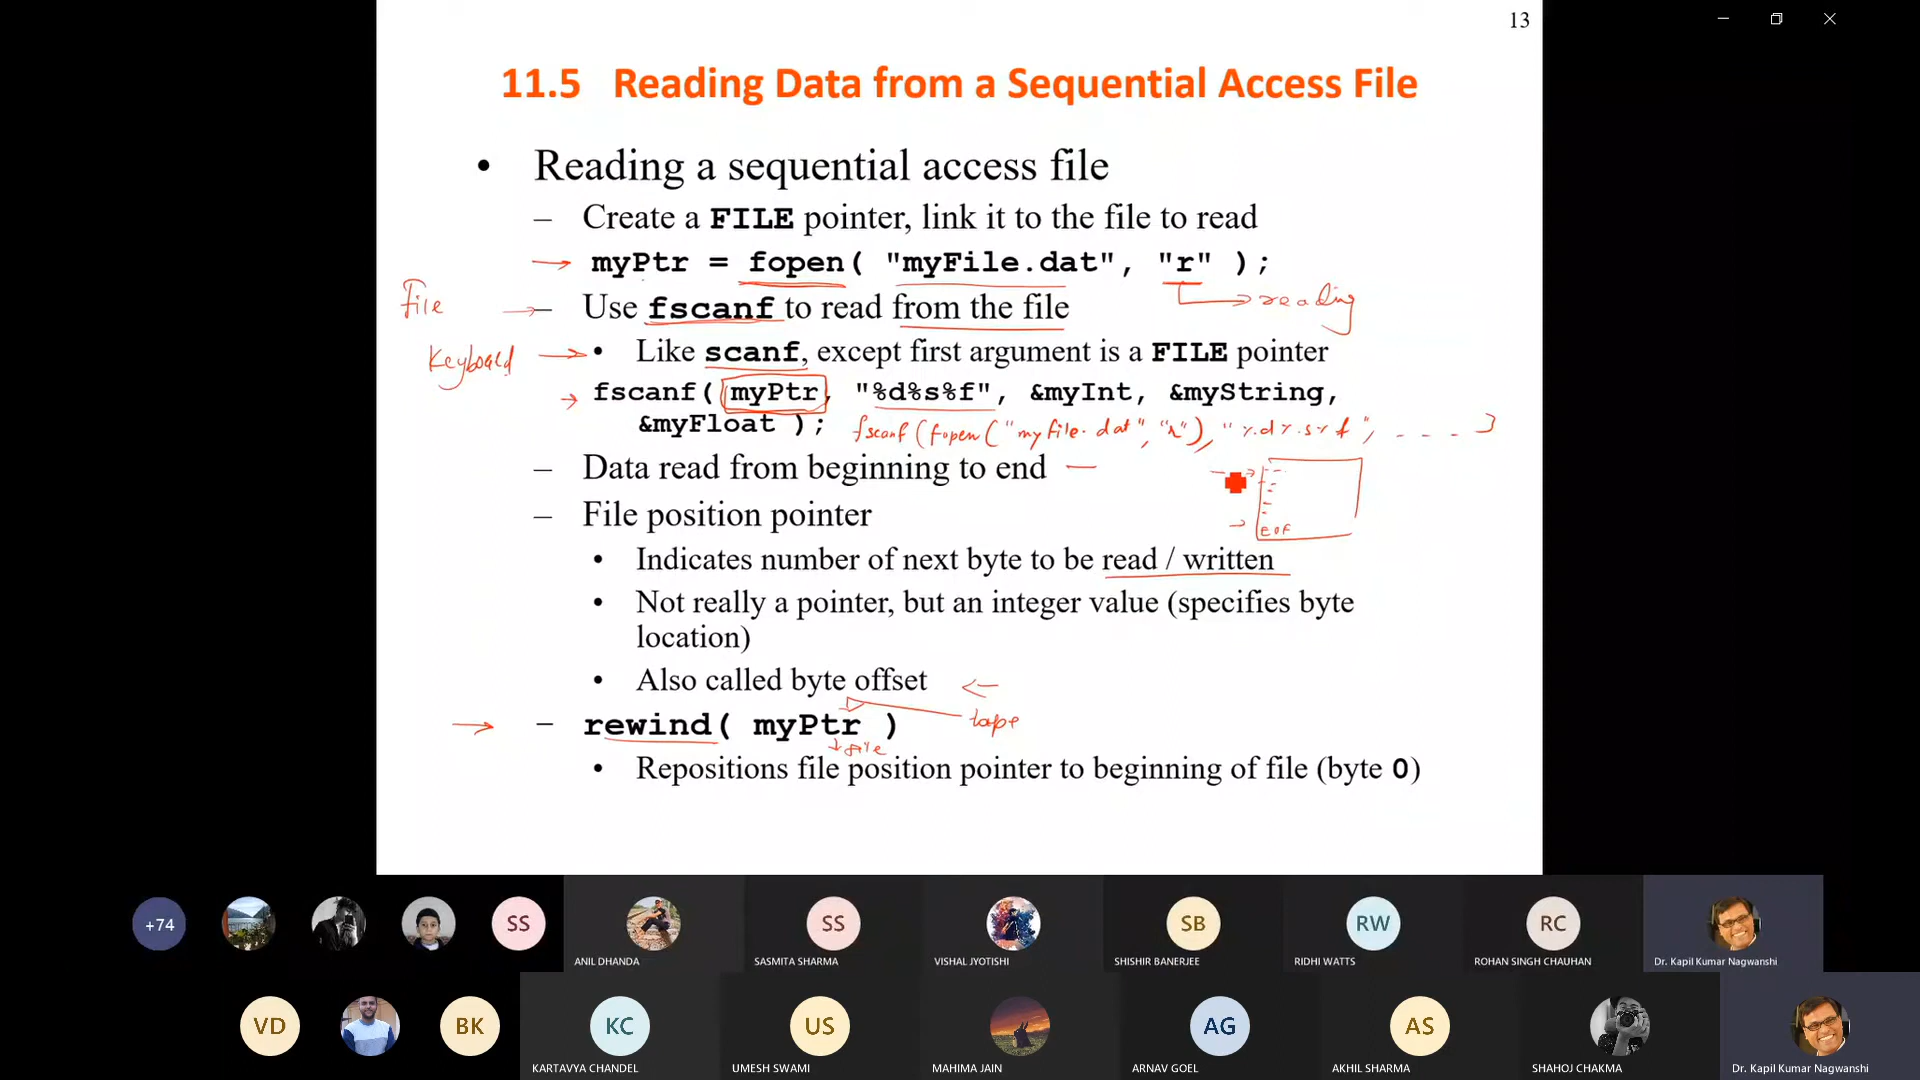 13
11.5 Reading Data from a Sequential Access File
• Reading a sequential access file
– Create a FILE pointer, link it to the file to read
myPtr = fopen( "myFile.dat", "r" );
reading
File
– Use fscanf to read from the file
Keyboard
• Like scanf, except first argument is a FILE pointer
fscanf( myPtr, "%d%s%f", &myInt, &myString,
&myFloat );
fscanf(fopen("myfile.dat","r"), "%d%s%f", - - - - )
– Data read from beginning to end
– File position pointer
EOF
• Indicates number of next byte to be read / written
• Not really a pointer, but an integer value (specifies byte
location)
• Also called byte offset
tape
– rewind( myPtr )
file
• Repositions file position pointer to beginning of file (byte 0)
+74
SS
ANIL DHANDA
SS
SASMITA SHARMA
VISHAL JYOTISHI
SB
SHISHIR BANERJEE
RW
RIDHI WATTS
RC
ROHAN SINGH CHAUHAN
Dr. Kapil Kumar Nagwanshi
VD
BK
KC
KARTAVYA CHANDEL
US
UMESH SWAMI
MAHIMA JAIN
AG
ARNAV GOEL
AS
AKHIL SHARMA
SHAHOJ CHAKMA
Dr. Kapil Kumar Nagwanshi